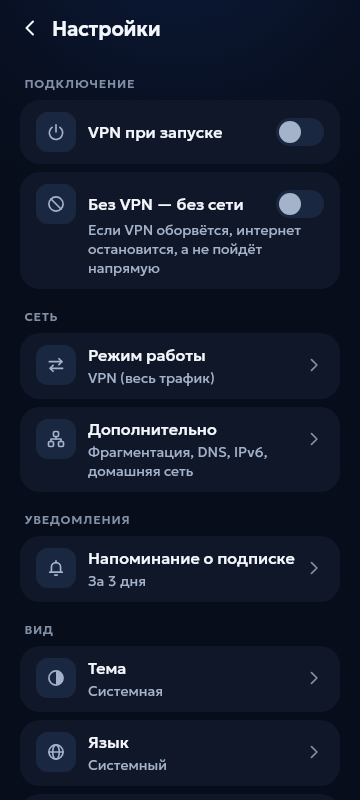 Настройки
ПОДКЛЮЧЕНИЕ
VPN при запуске
Без VPN — без сети
Если VPN оборвётся, интернет
остановится, а не пойдёт
напрямую
СЕТЬ
Режим работы
VPN (весь трафик)
Дополнительно
Фрагментация, DNS, IPv6,
домашняя сеть
УВЕДОМЛЕНИЯ
Напоминание о подписке
За 3 дня
ВИД
Тема
Системная
Язык
Системный